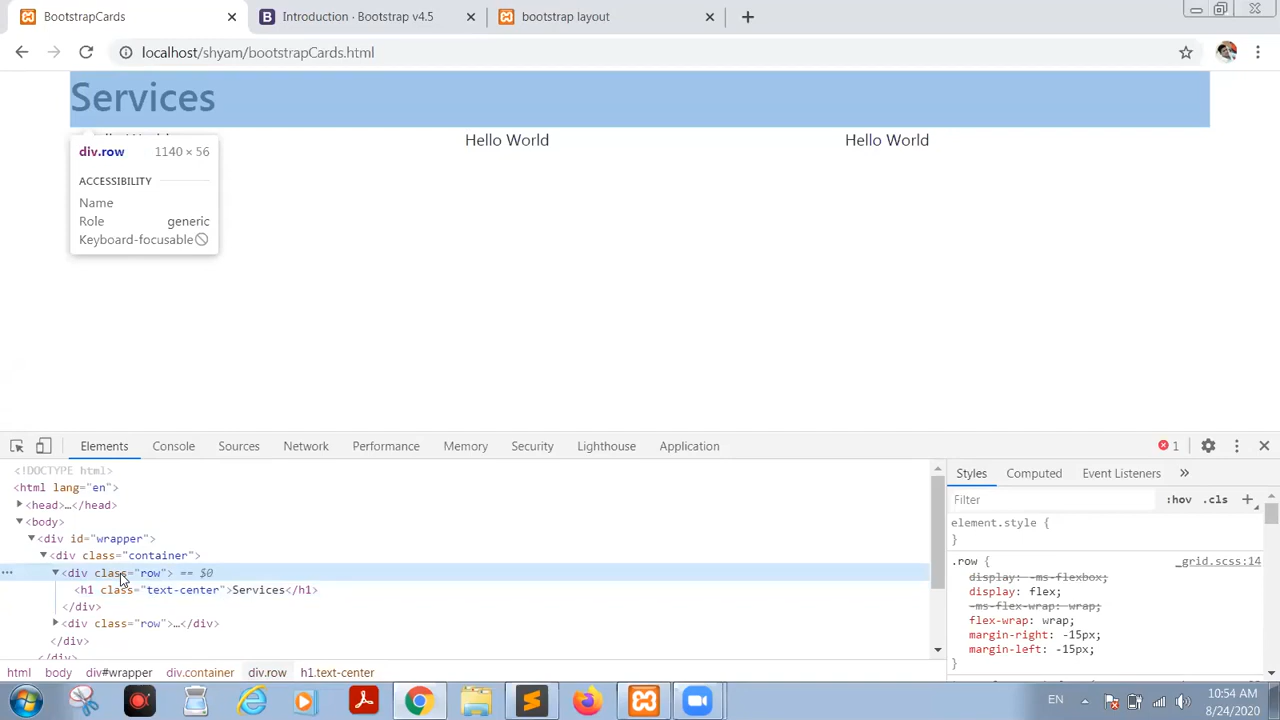 BootstrapCards
Introduction · Bootstrap v4.5
bootstrap layout
localhost/shyam/bootstrapCards.html
Services
Hello World
Hello World
div.row 1140 × 56
ACCESSIBILITY
Name
Role generic
Keyboard-focusable
Elements Console Sources Network Performance Memory Security Lighthouse Application 1
<!DOCTYPE html>
<html lang="en">
<head>…</head>
<body>
<div id="wrapper">
<div class="container">
<div class="row"> == $0
<h1 class="text-center">Services</h1>
</div>
<div class="row">…</div>
</div>
</div>
html body div#wrapper div.container div.row h1.text-center
Styles Computed Event Listeners
Filter :hov .cls
element.style {
}
.row { _grid.scss:14
display: -ms-flexbox;
display: flex;
-ms-flex-wrap: wrap;
flex-wrap: wrap;
margin-right: -15px;
margin-left: -15px;
}
EN
10:54 AM
8/24/2020